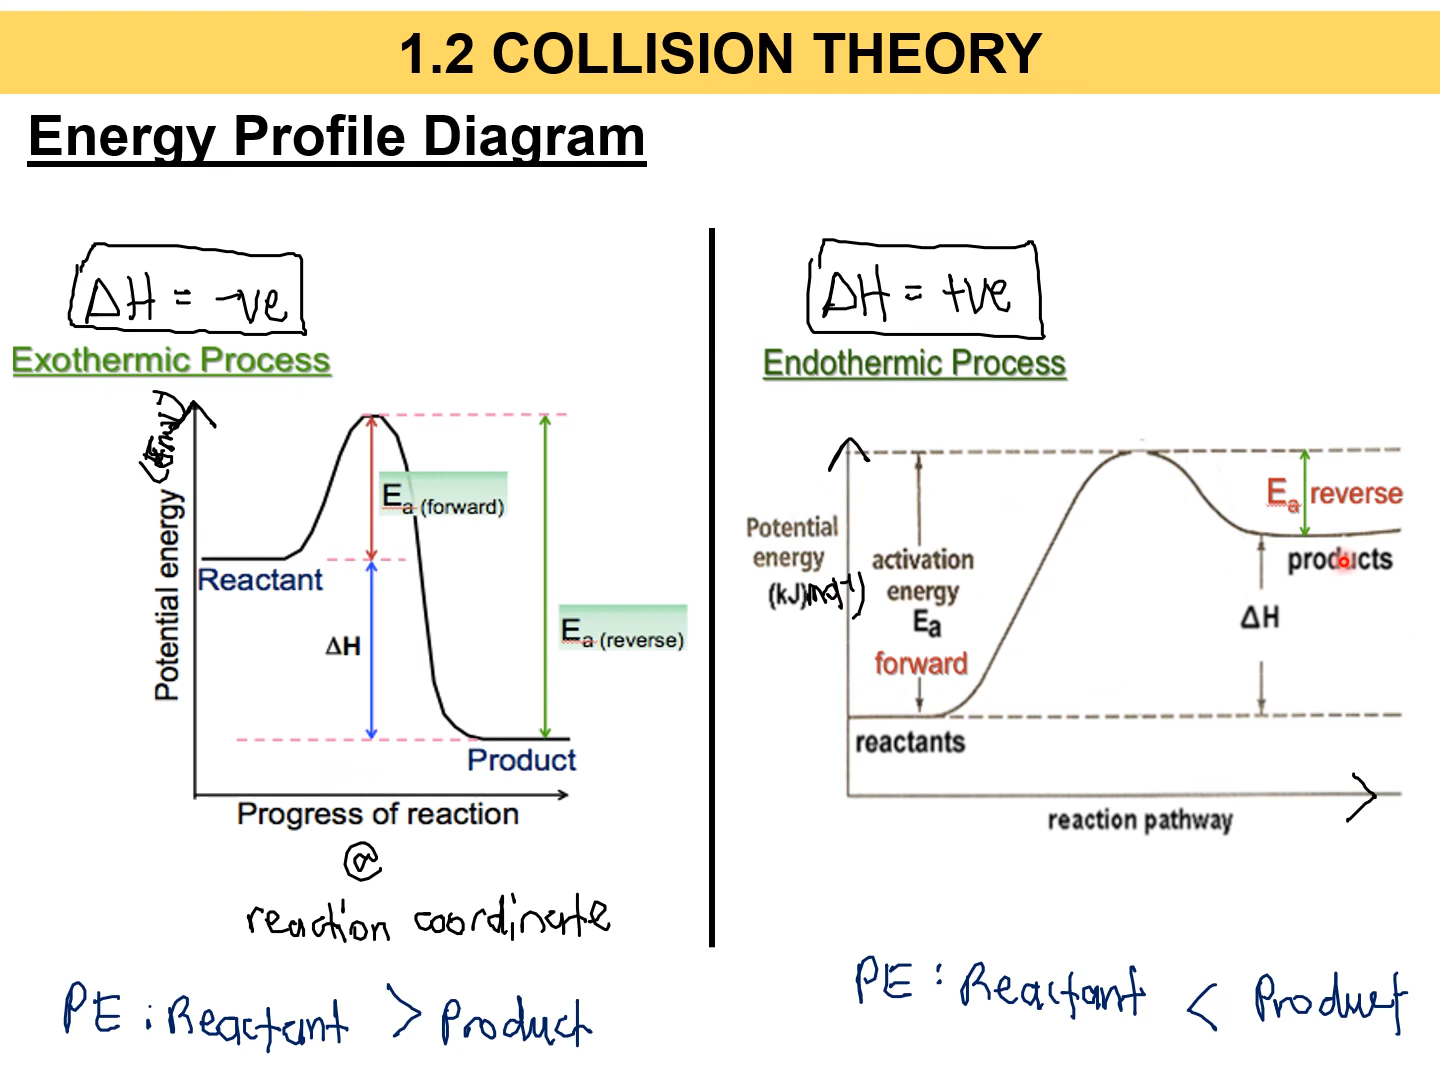 1.2 COLLISION THEORY
Energy Profile Diagram
ΔH = -ve
Exothermic Process
Potential energy
Ea (forward)
Reactant
ΔH
Ea (reverse)
Product
Progress of reaction
@
reaction coordinate
PE : Reactant > Product
ΔH = +ve
Endothermic Process
Potential
energy
(kJ)mol-1)
activation
energy
Ea
forward
Ea reverse
products
ΔH
reactants
reaction pathway
PE : Reactant < Product